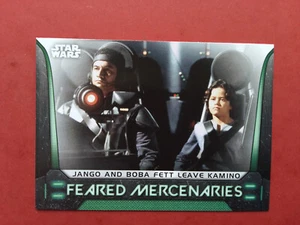 STAR
WARS
JANGO AND BOBA FETT LEAVE KAMINO
FEARED MERCENARIES